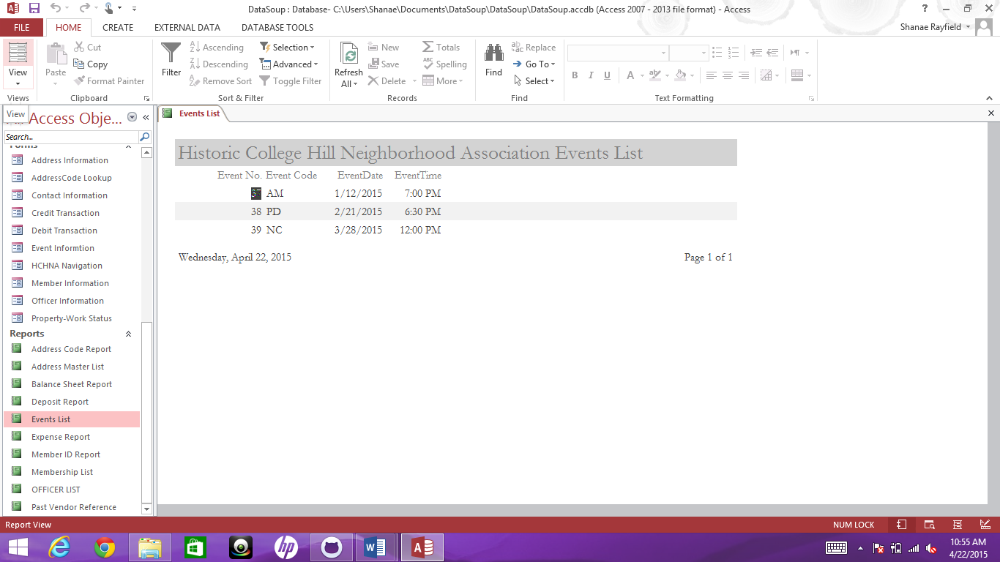 DataSoup : Database- C:\Users\Shanae\Documents\DataSoup\DataSoup\DataSoup.accdb (Access 2007 - 2013 file format) - Access
FILE HOME CREATE EXTERNAL DATA DATABASE TOOLS Shanae Rayfield
View
Paste
Cut
Copy
Format Painter
Filter
Ascending
Descending
Remove Sort
Selection
Advanced
Toggle Filter
Refresh
All
New
Save
Delete
Totals
Spelling
More
Find
Replace
Go To
Select
B I U
Views Clipboard Sort & Filter Records Find Text Formatting
View
Access Obje...
Search...
Forms
Address Information
AddressCode Lookup
Contact Information
Credit Transaction
Debit Transaction
Event Informtion
HCHNA Navigation
Member Information
Officer Information
Property-Work Status
Reports
Address Code Report
Address Master List
Balance Sheet Report
Deposit Report
Events List
Expense Report
Member ID Report
Membership List
OFFICER LIST
Past Vendor Reference
Events List
Historic College Hill Neighborhood Association Events List
Event No. Event Code EventDate EventTime
37 AM 1/12/2015 7:00 PM
38 PD 2/21/2015 6:30 PM
39 NC 3/28/2015 12:00 PM
Wednesday, April 22, 2015 Page 1 of 1
Report View NUM LOCK
10:55 AM
4/22/2015